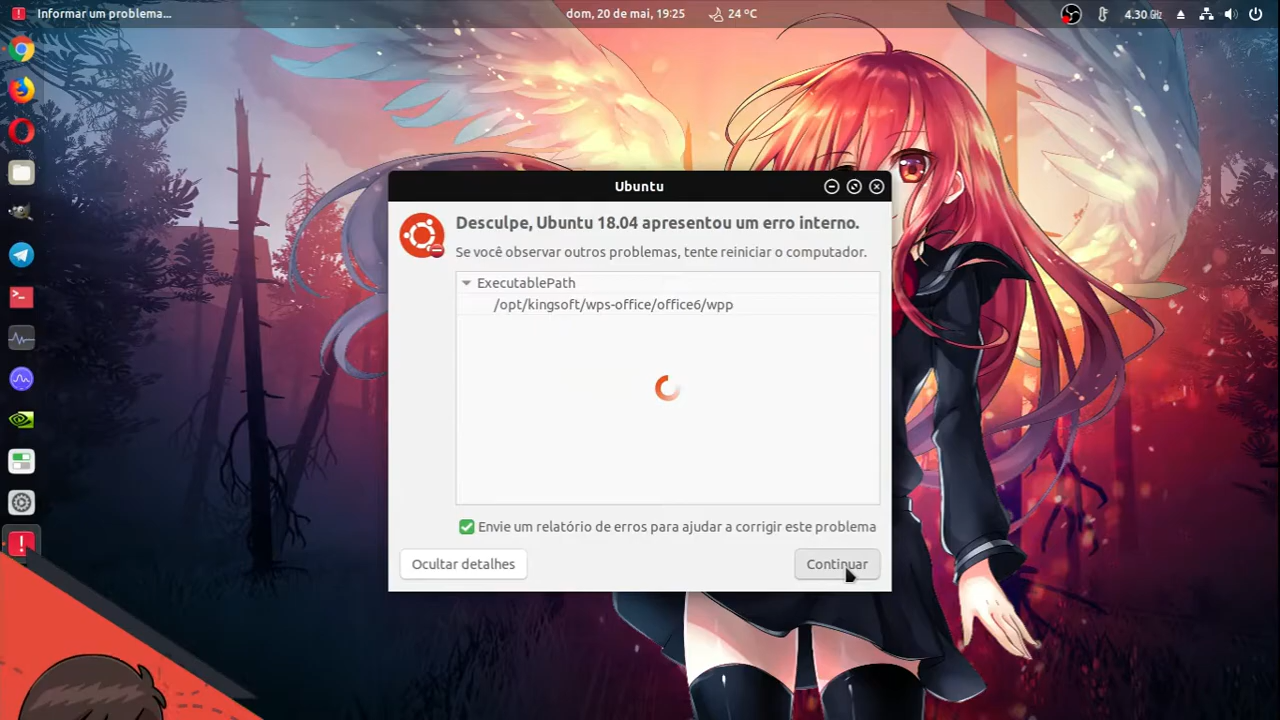 Informar um problema...
dom, 20 de mai, 19:25
24 °C
4.30 GHz
Ubuntu
Desculpe, Ubuntu 18.04 apresentou um erro interno.
Se você observar outros problemas, tente reiniciar o computador.
ExecutablePath
/opt/kingsoft/wps-office/office6/wpp
Envie um relatório de erros para ajudar a corrigir este problema
Ocultar detalhes
Continuar